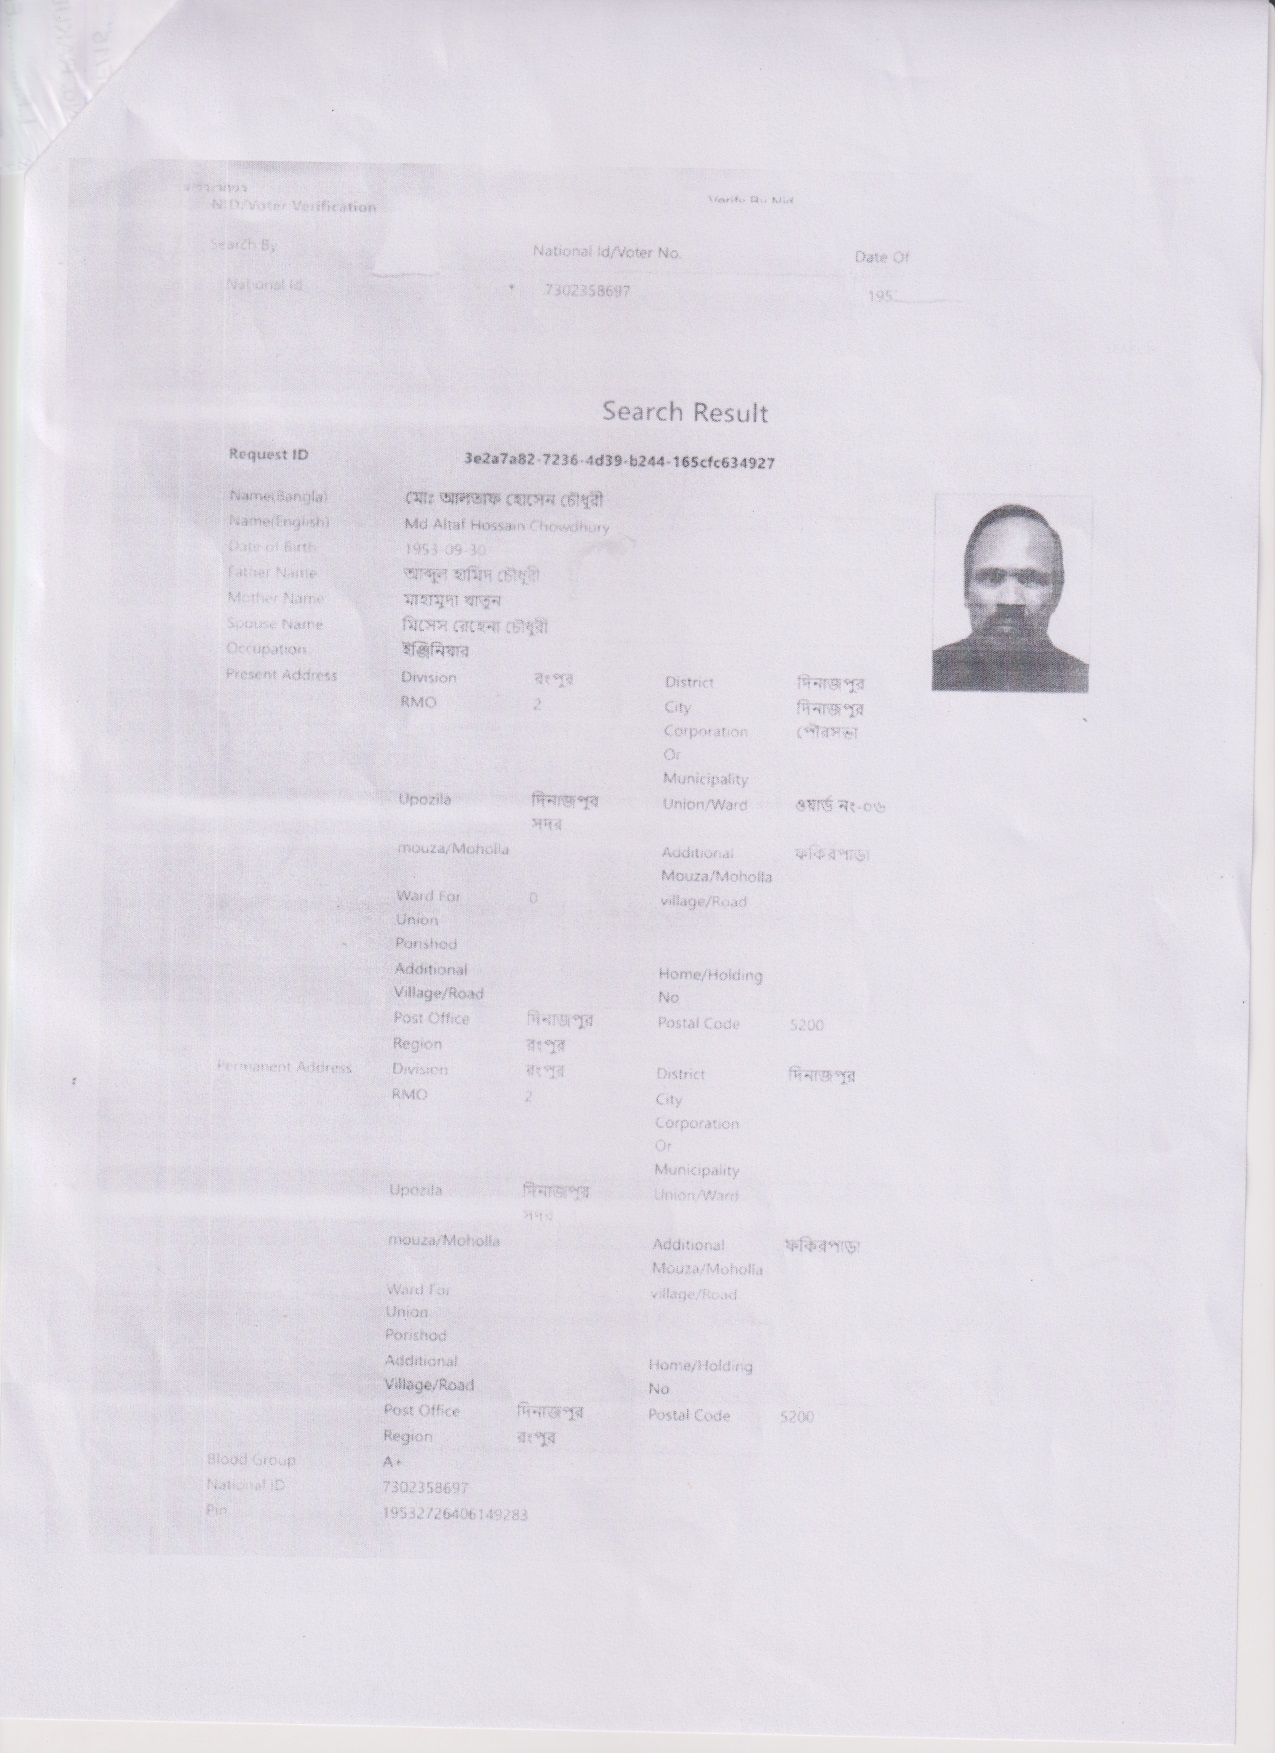 NID/Voter Verification
Search By National Id/Voter No. Date Of
National Id 7302358697 195
Search Result
Request ID 3e2a7a82-7236-4d39-b244-165cfc634927
Name(Bangla) মোঃ আলতাফ হোসেন চৌধুরী
Name(English) Md Altaf Hossain Chowdhury
Date of Birth 1953-09-30
Father Name আব্দুল হামিদ চৌধুরী
Mother Name মাহামুদা খাতুন
Spouse Name মিসেস রেহেনা চৌধুরী
Occupation ইঞ্জিনিয়ার
Present Address Division রংপুর District দিনাজপুর
RMO 2 City দিনাজপুর
Corporation পৌরসভা
Or
Municipality
Upozila দিনাজপুর Union/Ward ওয়ার্ড নং-০৬
সদর
mouza/Moholla Additional ফকিরপাড়া
Mouza/Moholla
Ward For 0 village/Road
Union
Porishod
Additional Home/Holding
Village/Road No
Post Office দিনাজপুর Postal Code 5200
Region রংপুর
Permanent Address Division রংপুর District দিনাজপুর
RMO 2 City
Corporation
Or
Municipality
Upozila দিনাজপুর Union/Ward
সদর
mouza/Moholla Additional ফকিরপাড়া
Mouza/Moholla
Ward For village/Road
Union
Porishod
Additional Home/Holding
Village/Road No
Post Office দিনাজপুর Postal Code 5200
Region রংপুর
Blood Group A+
National ID 7302358697
Pin 19532726406149283